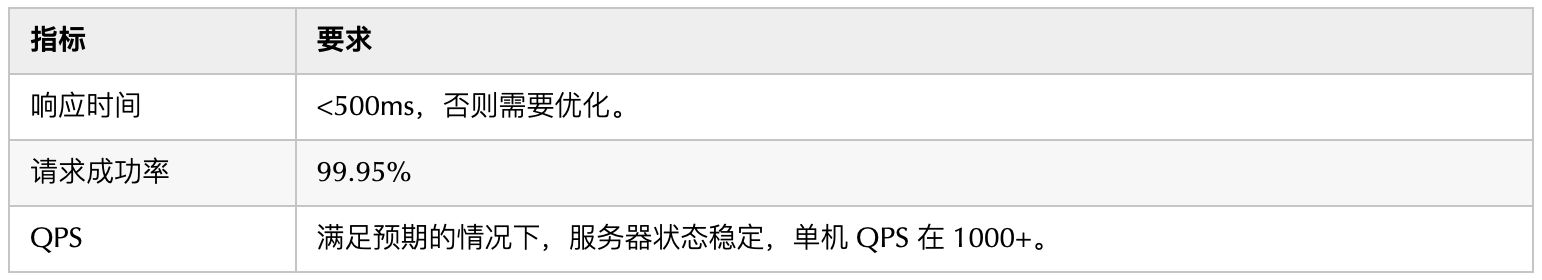 指标 要求
响应时间 <500ms，否则需要优化。
请求成功率 99.95%
QPS 满足预期的情况下，服务器状态稳定，单机 QPS 在 1000+。